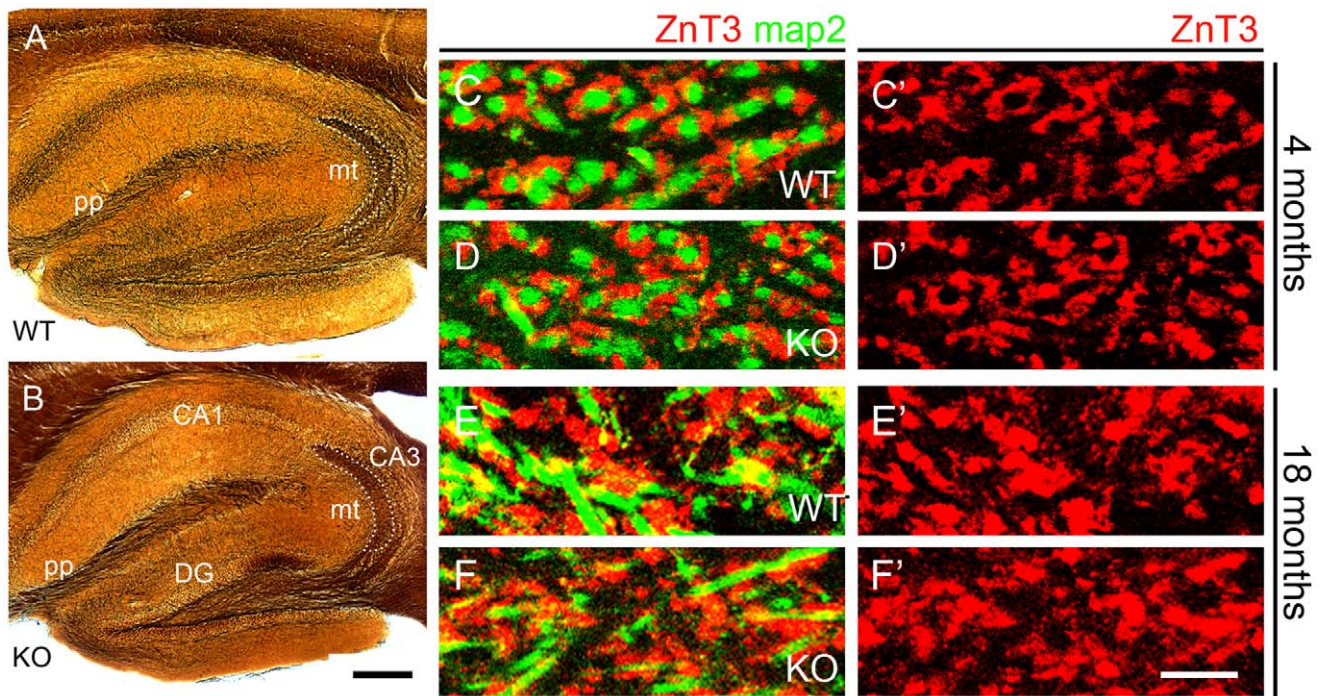 A
mt
pp
WT
B
CA1
CA3
mt
pp
DG
KO
ZnT3 map2
ZnT3
C
WT
C’
D
KO
D’
4 months
E
WT
E’
F
KO
F’
18 months